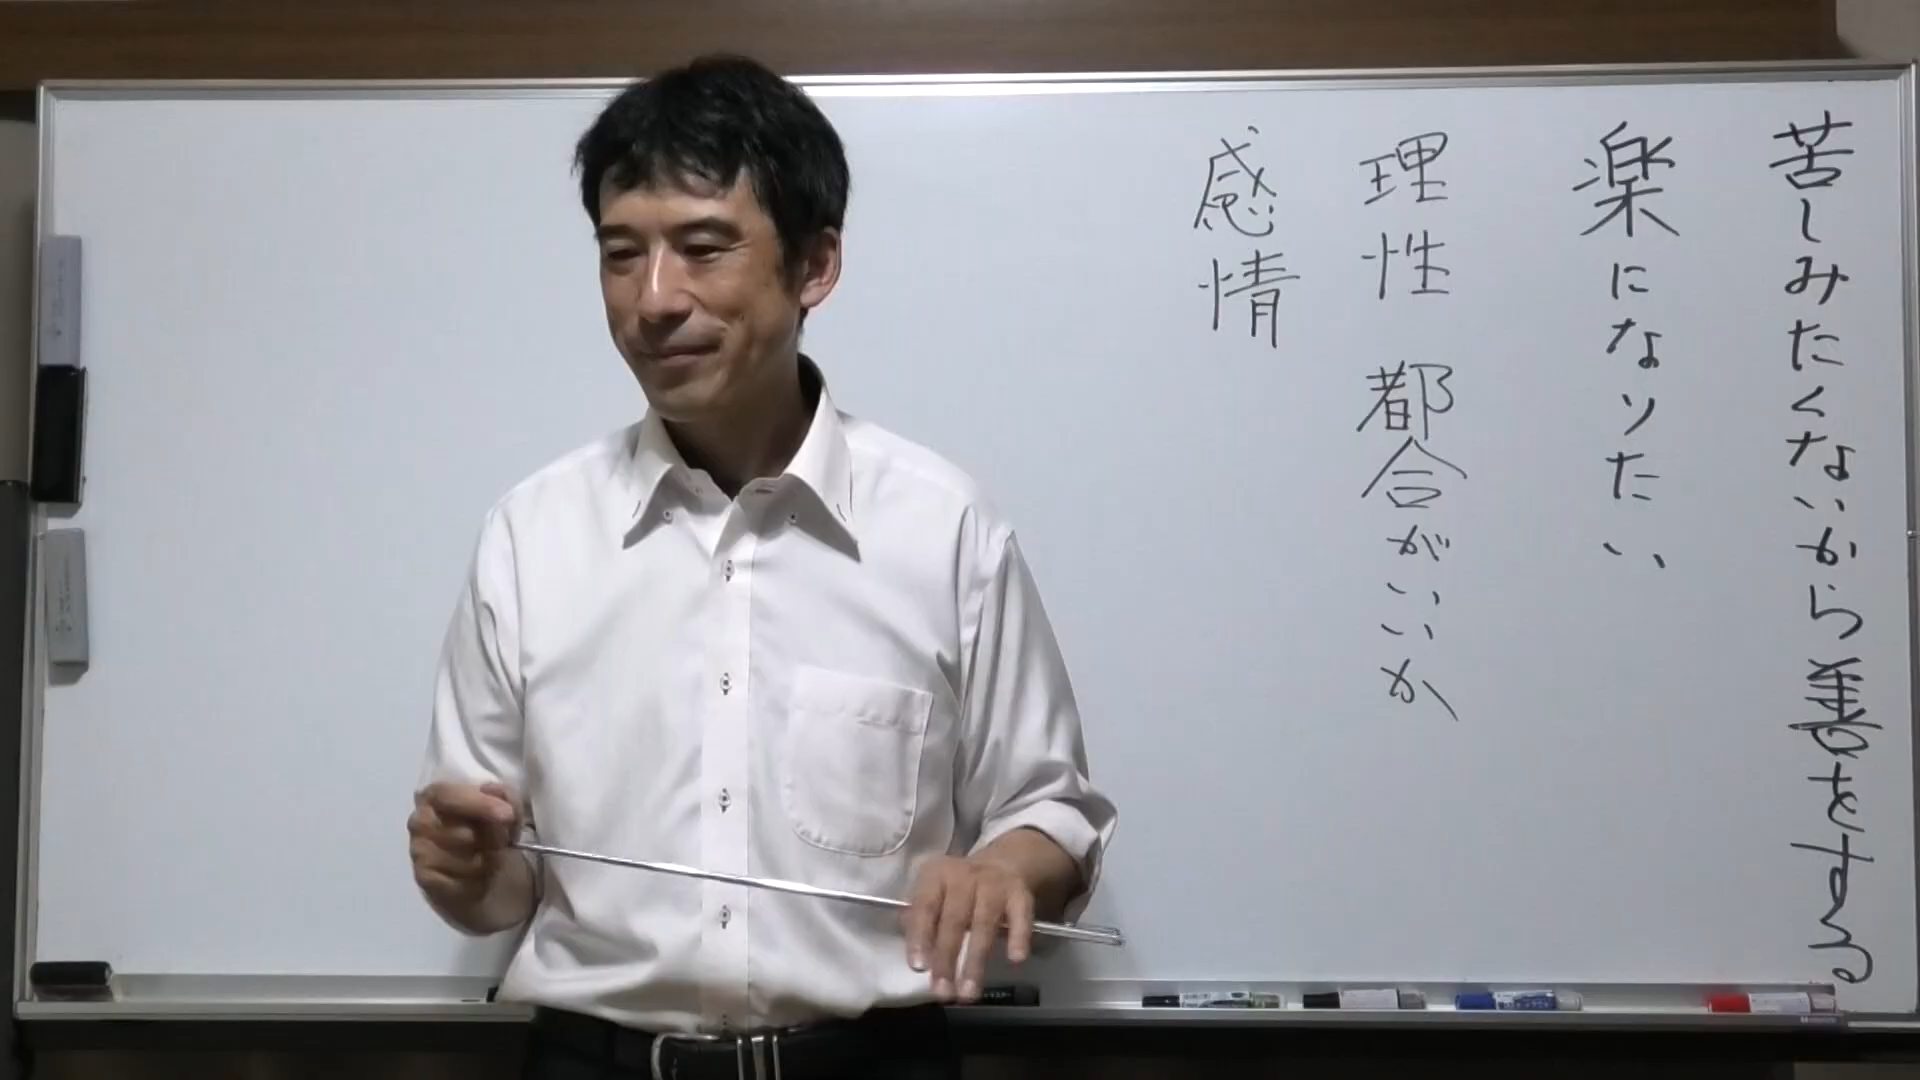 苦しみたくないから善をする
楽になりたい
理性 都合がいいか
感情